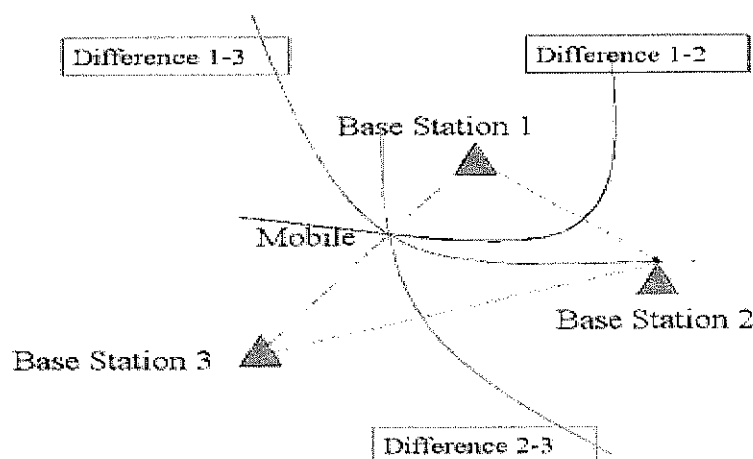 Difference 1-3
Difference 1-2
Base Station 1
Mobile
Base Station 2
Base Station 3
Difference 2-3